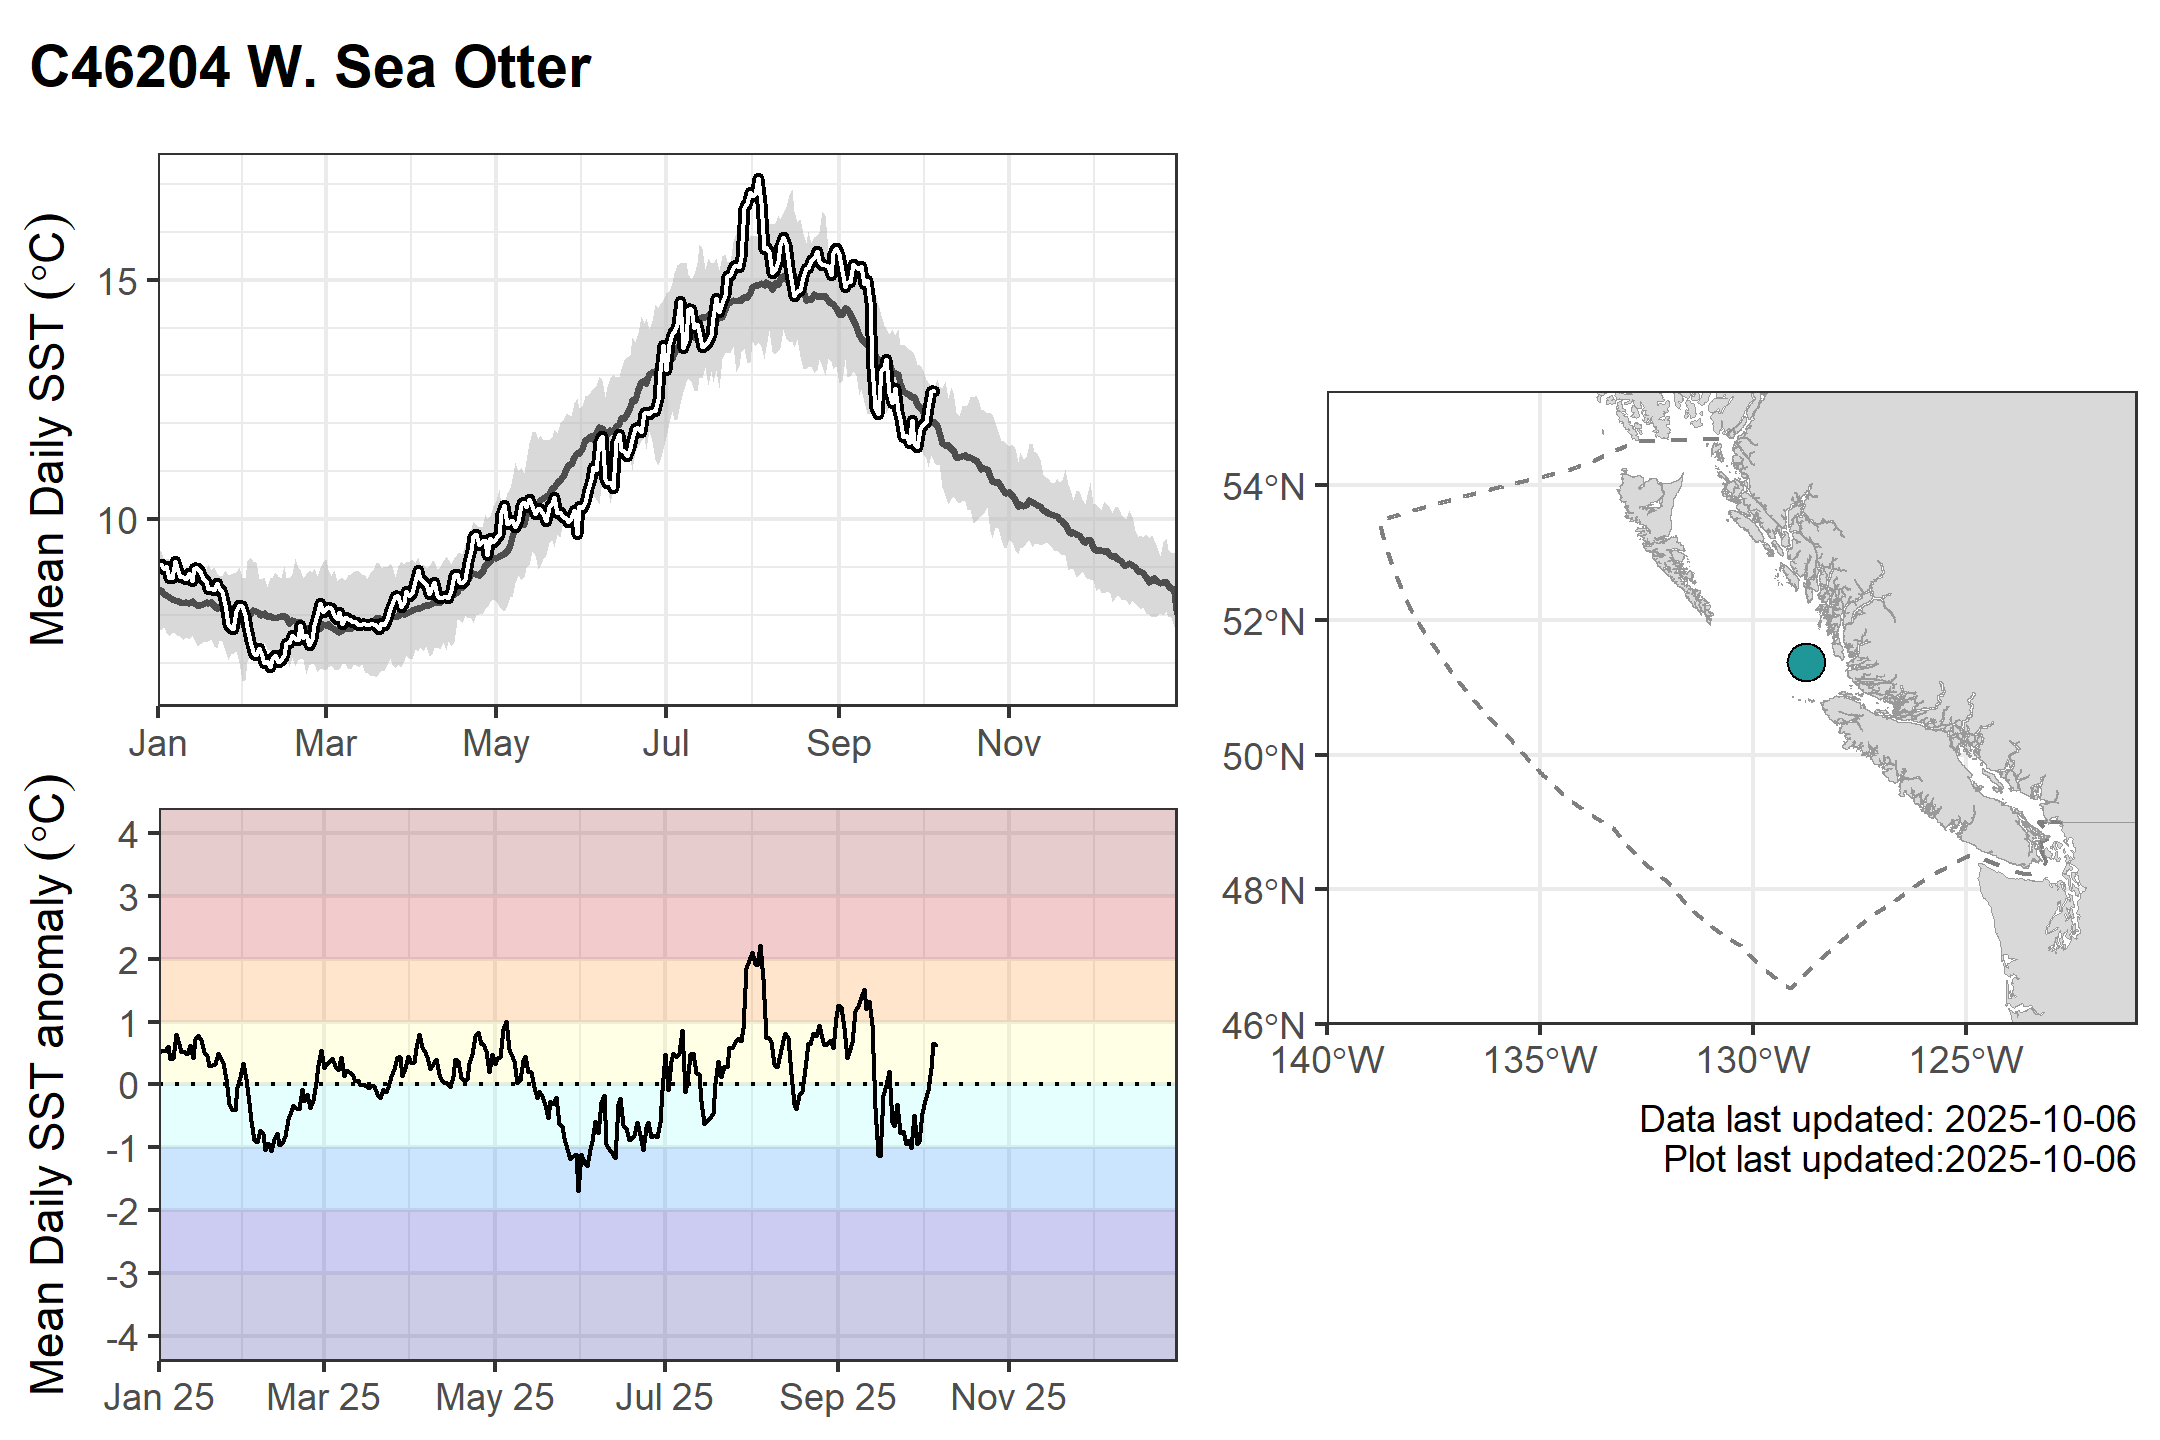 C46204 W. Sea Otter
Mean Daily SST (°C)
15
10
Jan Mar May Jul Sep Nov
Mean Daily SST anomaly (°C)
4
3
2
1
0
-1
-2
-3
-4
Jan 25 Mar 25 May 25 Jul 25 Sep 25 Nov 25
54°N
52°N
50°N
48°N
46°N
140°W 135°W 130°W 125°W
Data last updated: 2025-10-06
Plot last updated:2025-10-06